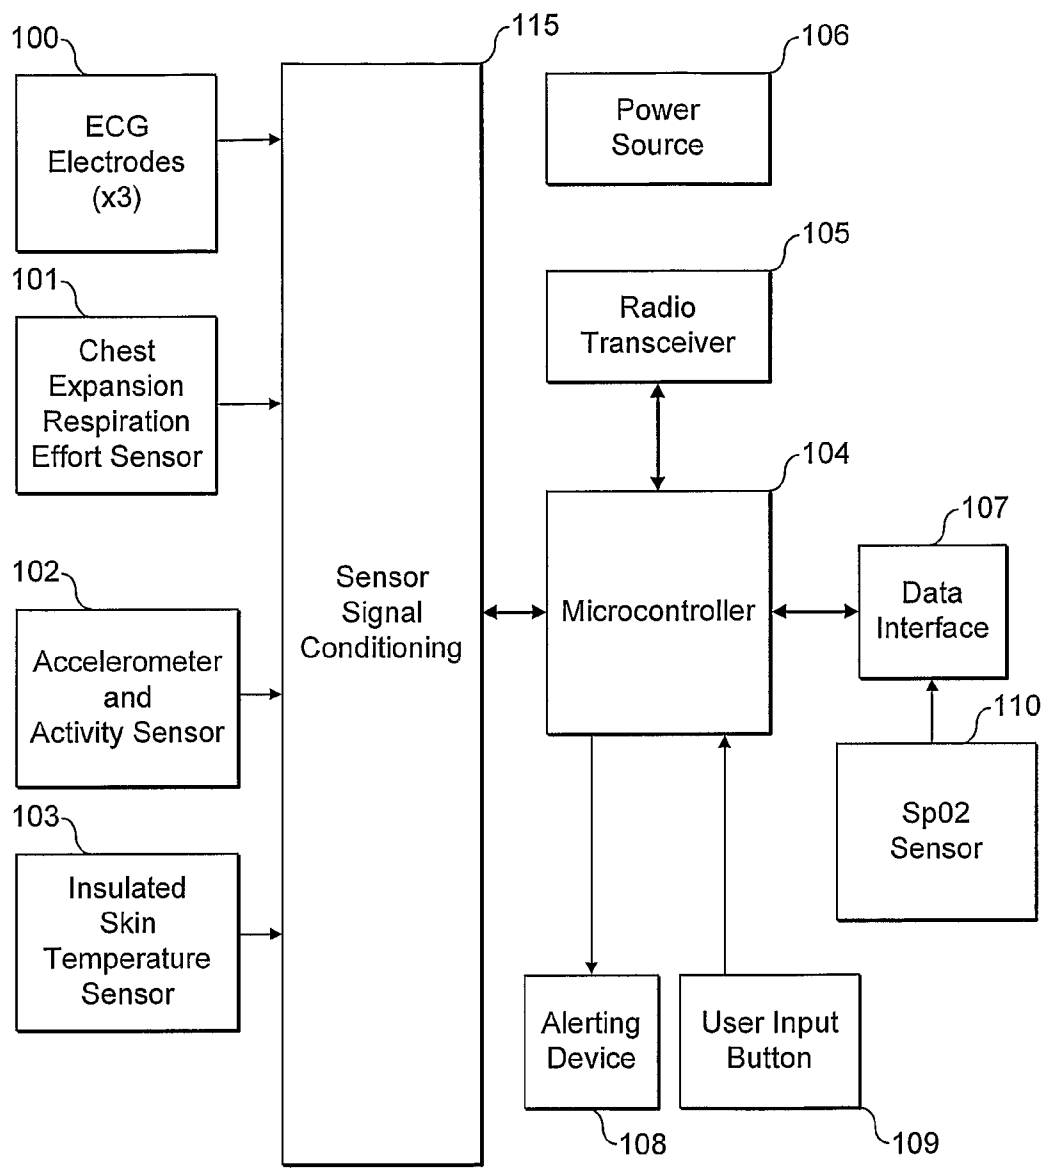 115
100
106
ECG
Electrodes
(x3)
Power
Source
105
101
Radio
Transceiver
Chest
Expansion
Respiration
Effort Sensor
104
107
102
Sensor
Signal
Conditioning
Microcontroller
Data
Interface
Accelerometer
and
Activity Sensor
110
103
Sp02
Sensor
Insulated
Skin
Temperature
Sensor
Alerting
Device
User Input
Button
108
109